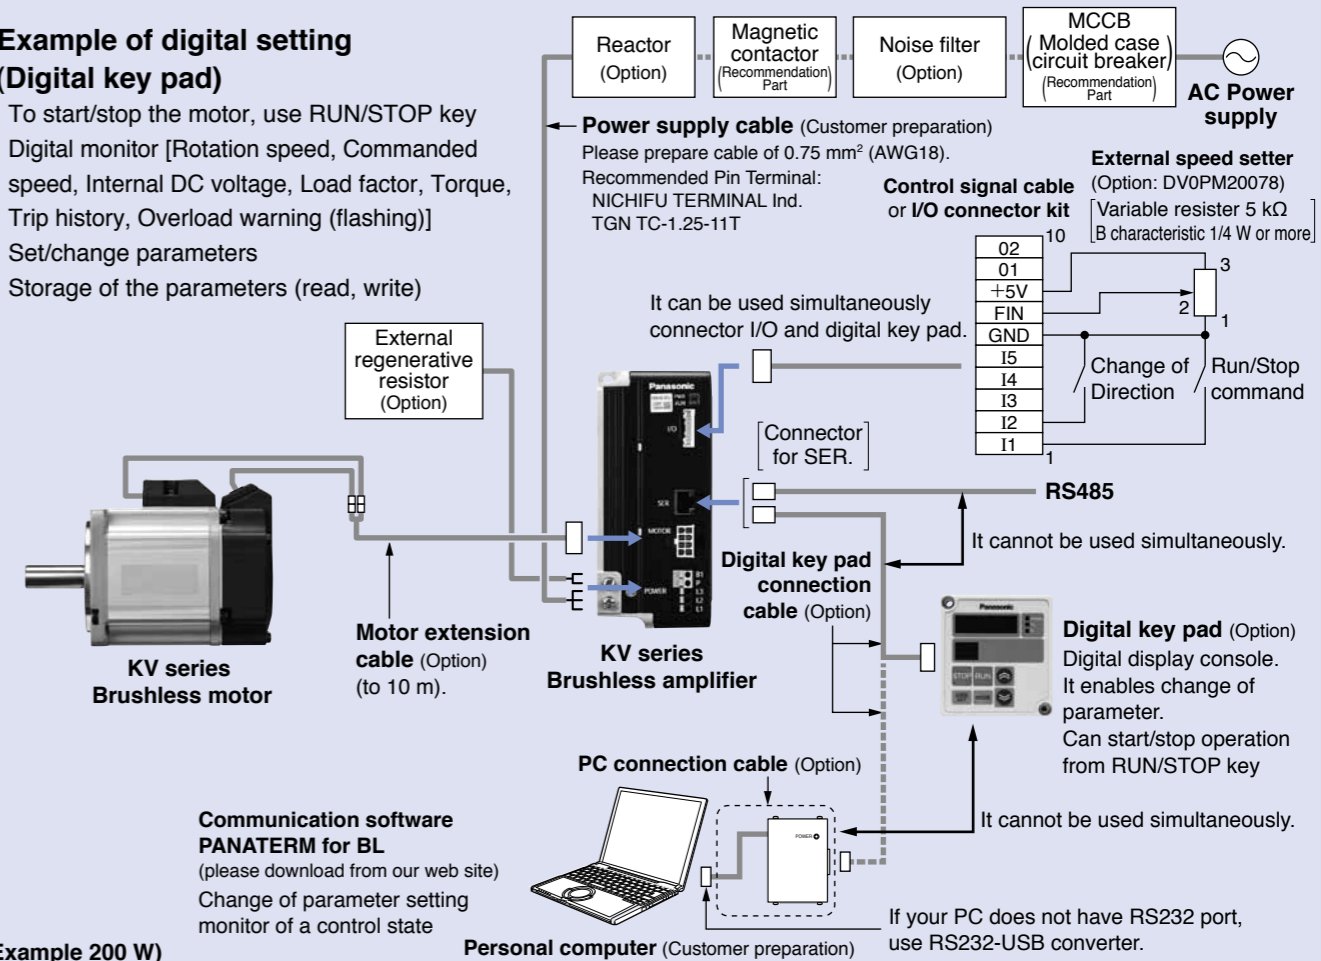 Example of digital setting
(Digital key pad)
To start/stop the motor, use RUN/STOP key
Digital monitor [Rotation speed, Commanded
speed, Internal DC voltage, Load factor, Torque,
Trip history, Overload warning (flashing)]
Set/change parameters
Storage of the parameters (read, write)
Reactor
(Option)
Magnetic
contactor
(Recommendation
Part)
Noise filter
(Option)
MCCB
(Molded case
circuit breaker)
(Recommendation
Part)
AC Power
supply
Power supply cable (Customer preparation)
Please prepare cable of 0.75 mm² (AWG18).
Recommended Pin Terminal:
NICHIFU TERMINAL Ind.
TGN TC-1.25-11T
Control signal cable
or I/O connector kit
External speed setter
(Option: DV0PM20078)
[Variable resister 5 kΩ
B characteristic 1/4 W or more]
10
02
01
+5V
FIN
GND
I5
I4
I3
I2
I1
1
3
2
1
Change of
Direction
Run/Stop
command
It can be used simultaneously
connector I/O and digital key pad.
External
regenerative
resistor
(Option)
Panasonic
I/O
SER
MOTOR
POWER
B1
P
L3
L2
L1
[Connector
for SER.]
RS485
It cannot be used simultaneously.
Digital key pad
connection
cable (Option)
Motor extension
cable (Option)
(to 10 m).
KV series
Brushless motor
KV series
Brushless amplifier
Panasonic
STOP
RUN
Digital key pad (Option)
Digital display console.
It enables change of
parameter.
Can start/stop operation
from RUN/STOP key
PC connection cable (Option)
POWER
It cannot be used simultaneously.
Communication software
PANATERM for BL
(please download from our web site)
Change of parameter setting
monitor of a control state
Personal computer (Customer preparation)
If your PC does not have RS232 port,
use RS232-USB converter.
Example 200 W)